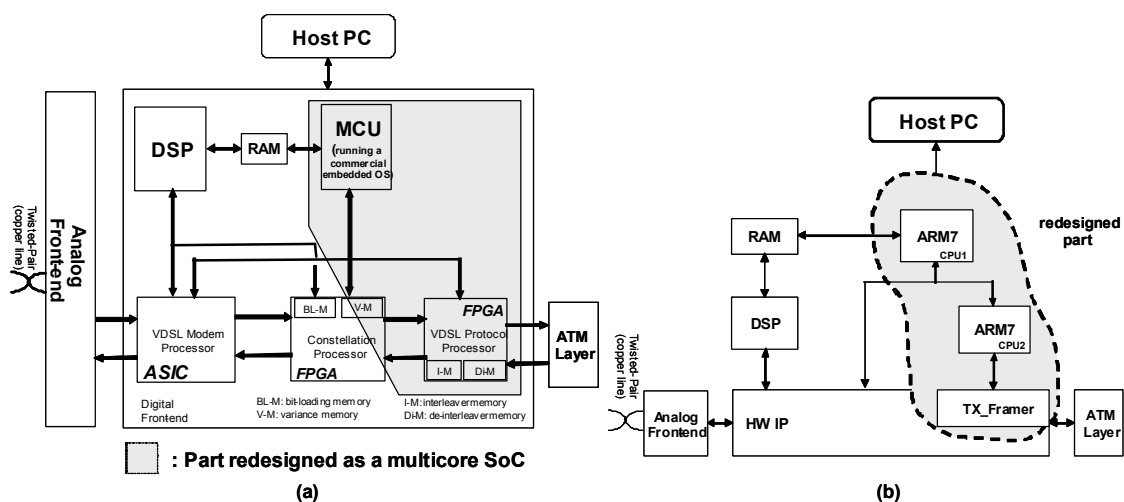 Host PC
DSP
RAM
MCU
(running a
commercial
embedded OS)
Analog
Front-end
Twisted-Pair
(copper line)
BL-M
V-M
FPGA
VDSL Modem
Processor
Constellation
Processor
VDSL Protocol
Processor
ATM
Layer
ASIC
FPGA
I-M
Di-M
Digital
Frontend
BL-M: bit-loading memory
V-M: variance memory
I-M: interleaver memory
Di-M: de-interleaver memory
: Part redesigned as a multicore SoC
(a)
Host PC
redesigned
part
RAM
ARM7
CPU1
DSP
ARM7
CPU2
Twisted-Pair
(copper line)
Analog
Frontend
HW IP
TX_Framer
ATM
Layer
(b)